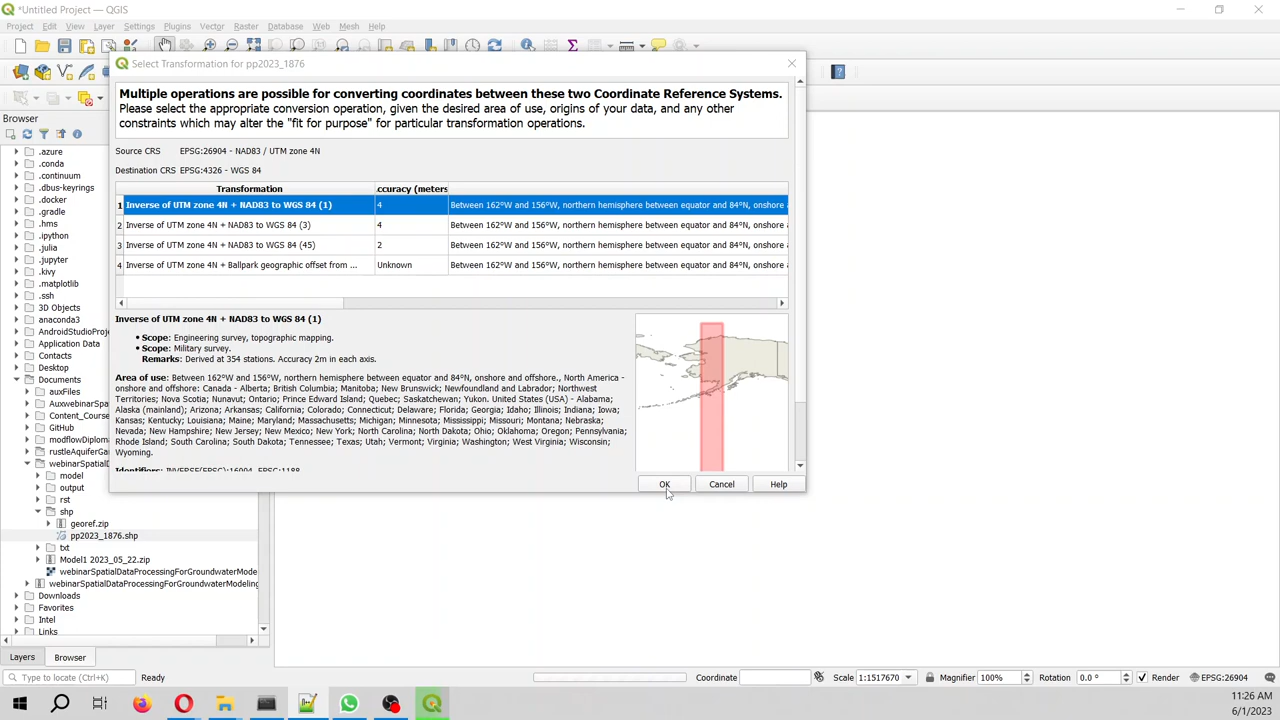 *Untitled Project — QGIS
Project Edit View Layer Settings Plugins Vector Raster Database Web Mesh Help
Select Transformation for pp2023_1876
Multiple operations are possible for converting coordinates between these two Coordinate Reference Systems.
Please select the appropriate conversion operation, given the desired area of use, origins of your data, and any other
constraints which may alter the "fit for purpose" for particular transformation operations.
Source CRS EPSG:26904 - NAD83 / UTM zone 4N
Destination CRS EPSG:4326 - WGS 84
Transformation ccuracy (meters
1 Inverse of UTM zone 4N + NAD83 to WGS 84 (1) 4 Between 162°W and 156°W, northern hemisphere between equator and 84°N, onshore a
2 Inverse of UTM zone 4N + NAD83 to WGS 84 (3) 4 Between 162°W and 156°W, northern hemisphere between equator and 84°N, onshore a
3 Inverse of UTM zone 4N + NAD83 to WGS 84 (45) 2 Between 162°W and 156°W, northern hemisphere between equator and 84°N, onshore a
4 Inverse of UTM zone 4N + Ballpark geographic offset from ... Unknown Between 162°W and 156°W, northern hemisphere between equator and 84°N, onshore a
Inverse of UTM zone 4N + NAD83 to WGS 84 (1)
• Scope: Engineering survey, topographic mapping.
• Scope: Military survey.
Remarks: Derived at 354 stations. Accuracy 2m in each axis.
Area of use: Between 162°W and 156°W, northern hemisphere between equator and 84°N, onshore and offshore., North America -
onshore and offshore: Canada - Alberta; British Columbia; Manitoba; New Brunswick; Newfoundland and Labrador; Northwest
Territories; Nova Scotia; Nunavut; Ontario; Prince Edward Island; Quebec; Saskatchewan; Yukon. United States (USA) - Alabama;
Alaska (mainland); Arizona; Arkansas; California; Colorado; Connecticut; Delaware; Florida; Georgia; Idaho; Illinois; Indiana; Iowa;
Kansas; Kentucky; Louisiana; Maine; Maryland; Massachusetts; Michigan; Minnesota; Mississippi; Missouri; Montana; Nebraska;
Nevada; New Hampshire; New Jersey; New Mexico; New York; North Carolina; North Dakota; Ohio; Oklahoma; Oregon; Pennsylvania;
Rhode Island; South Carolina; South Dakota; Tennessee; Texas; Utah; Vermont; Virginia; Washington; West Virginia; Wisconsin;
Wyoming.
Identifiers: INVERSE(EPSG):16004, EPSG:1188
OK Cancel Help
Browser
.azure
.conda
.continuum
.dbus-keyrings
.docker
.gradle
.hms
.ipython
.julia
.jupyter
.kivy
.matplotlib
.ssh
3D Objects
anaconda3
AndroidStudioProj
Application Data
Contacts
Desktop
Documents
auxFiles
AuxwebinarSpat
Content_Course
GitHub
modflowDiplom
rustleAquiferGar
webinarSpatialD
model
output
rst
shp
georef.zip
pp2023_1876.shp
txt
Model1 2023_05_22.zip
webinarSpatialDataProcessingForGroundwaterMode
webinarSpatialDataProcessingForGroundwaterModeling
Downloads
Favorites
Intel
Links
Layers Browser
Type to locate (Ctrl+K) Ready Coordinate Scale 1:1517670 Magnifier 100% Rotation 0.0 ° Render EPSG:26904
11:26 AM
6/1/2023